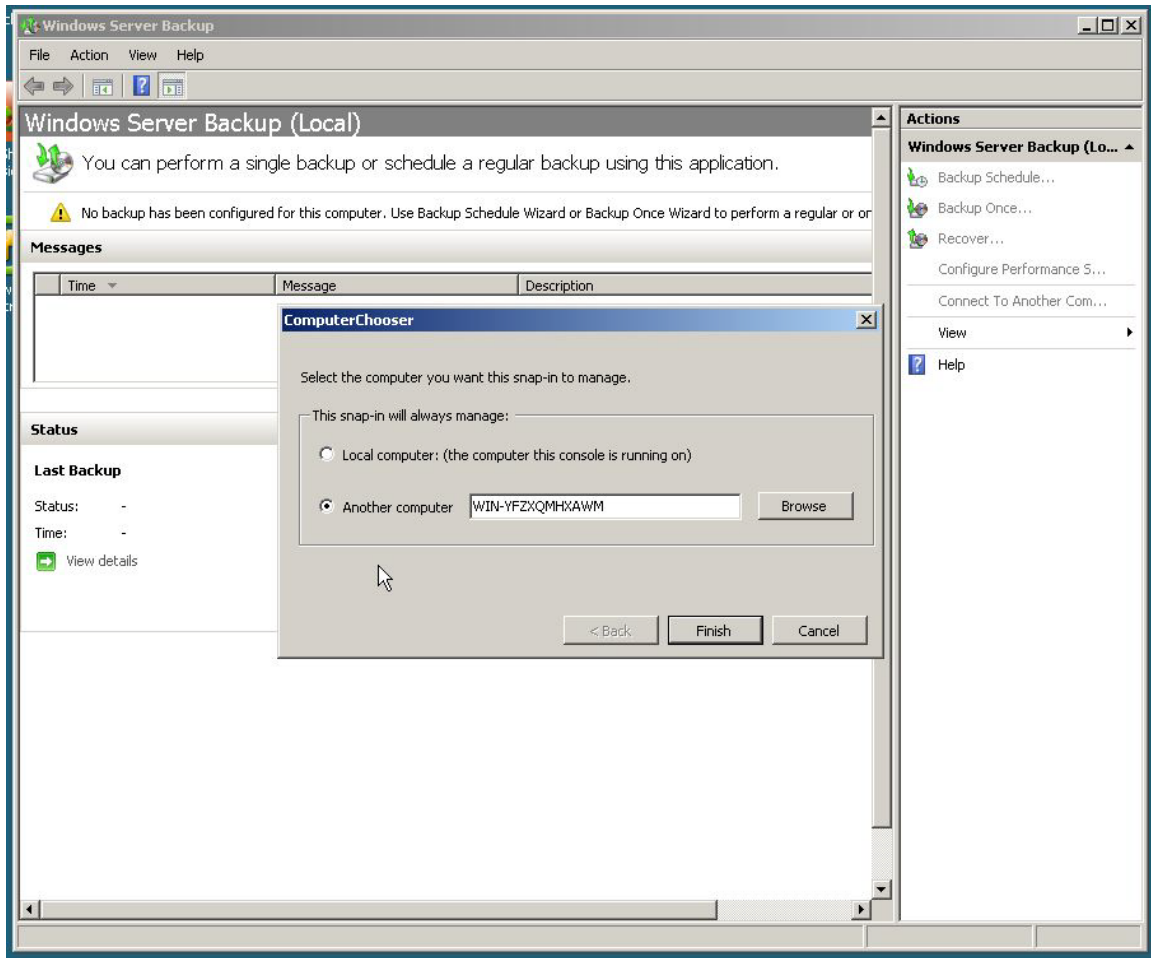 Windows Server Backup
File Action View Help
Windows Server Backup (Local)
You can perform a single backup or schedule a regular backup using this application.
No backup has been configured for this computer. Use Backup Schedule Wizard or Backup Once Wizard to perform a regular or or
Messages
Time Message Description
ComputerChooser
Select the computer you want this snap-in to manage.
This snap-in will always manage:
Local computer: (the computer this console is running on)
Another computer WIN-YFZXQMHXAWM Browse
< Back Finish Cancel
Status
Last Backup
Status: -
Time: -
View details
Actions
Windows Server Backup (Lo...
Backup Schedule...
Backup Once...
Recover...
Configure Performance S...
Connect To Another Com...
View
Help